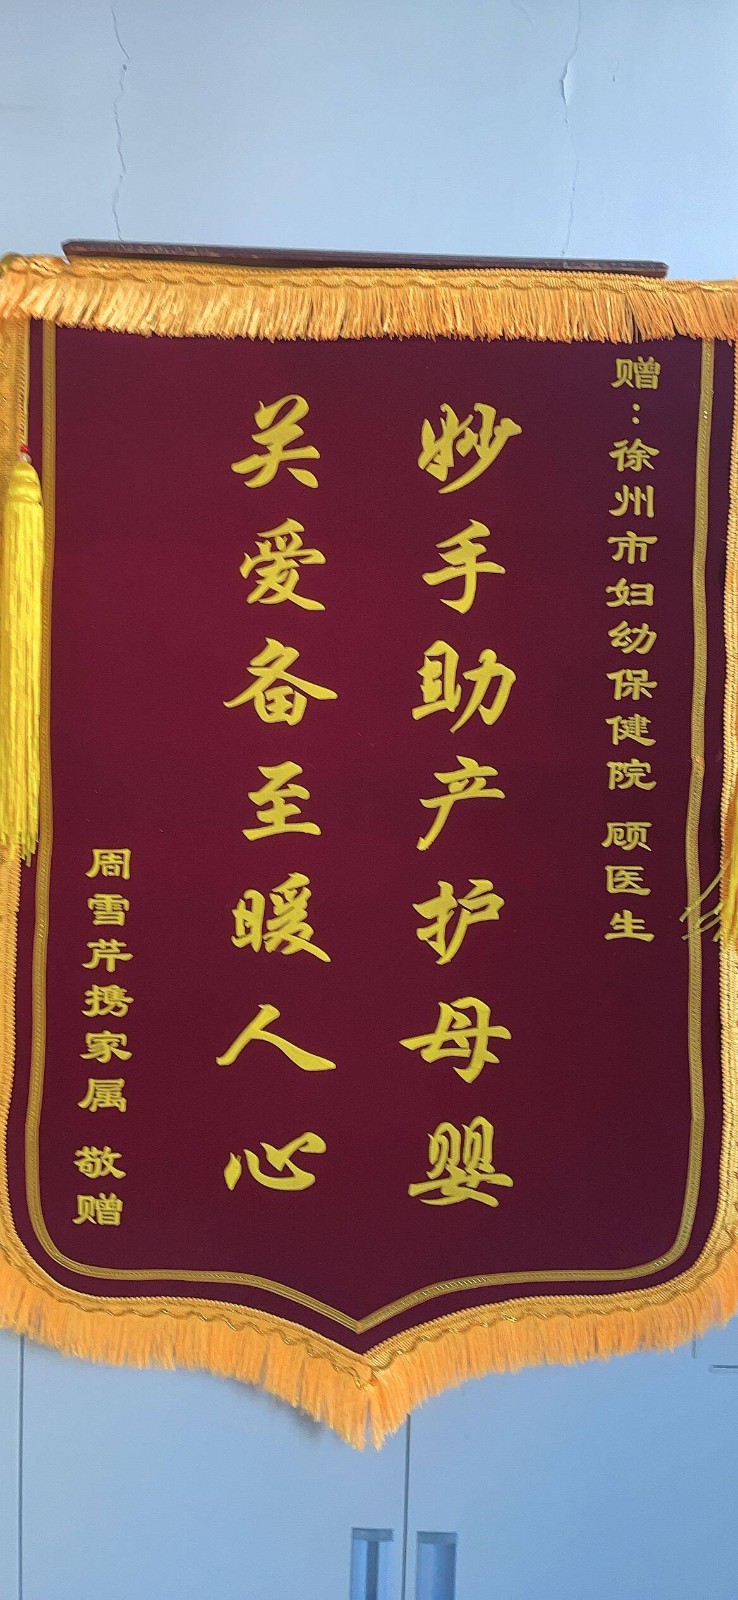 赠：徐州市妇幼保健院 顾医生
妙手助产护母婴
关爱备至暖人心
周雪芹携家属 敬赠